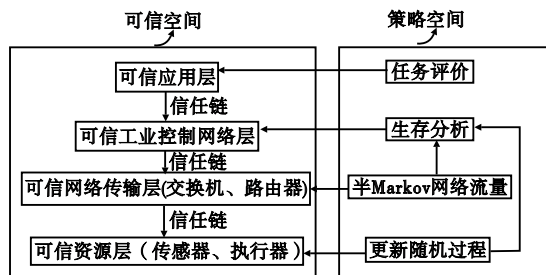 可信空间
策略空间
可信应用层
任务评价
信任链
可信工业控制网络层
生存分析
信任链
可信网络传输层(交换机、路由器)
半Markov网络流量
信任链
可信资源层（传感器、执行器）
更新随机过程